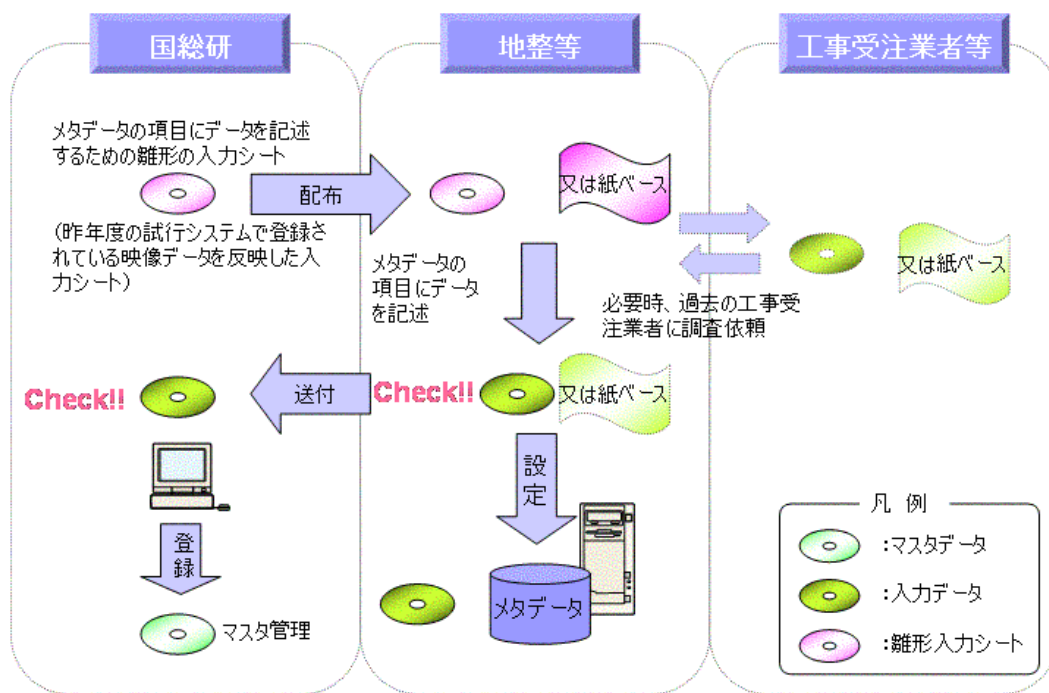 国総研
地整等
工事受注業者等
メタデータの項目にデータを記述
するための雛形の入力シート
配布
又は紙ベース
(昨年度の試行システムで登録さ
れている映像データを反映した入
力シート)
メタデータの
項目にデータ
を記述
又は紙ベース
必要時、過去の工事受
注業者に調査依頼
Check!!
送付
Check!!
又は紙ベース
設定
登録
メタデータ
マスタ管理
凡 例
:マスタデータ
:入力データ
:雛形入力シート